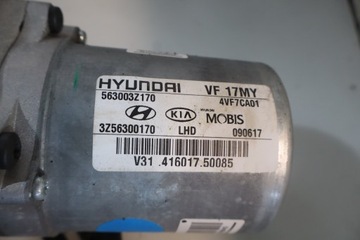 HYUNDAI VF 17MY
563003Z170 4VF7CA01
KIA MOBIS
3Z56300170 LHD 090617
V31 .416017.50085